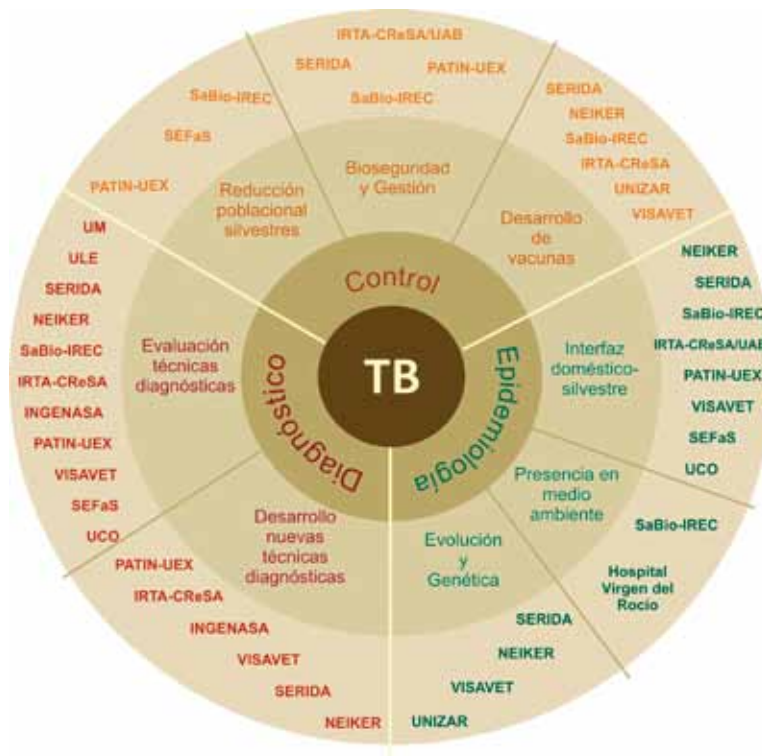 TB
Control
Reducción
poblacional
silvestres
SaBio-IREC
SEFaS
PATIN-UEX
Bioseguridad
y Gestión
IRTA-CReSA/UAB
SERIDA
PATIN-UEX
SaBio-IREC
Desarrollo
de
vacunas
SERIDA
NEIKER
SaBio-IREC
IRTA-CReSA
UNIZAR
VISAVET
Epidemiología
Interfaz
doméstico-
silvestre
NEIKER
SERIDA
SaBio-IREC
IRTA-CReSA/UAB
PATIN-UEX
VISAVET
SEFaS
UCO
Presencia en
medio
ambiente
SaBio-IREC
Hospital
Virgen del
Rocío
Evolución
y
Genética
SERIDA
NEIKER
VISAVET
UNIZAR
Diagnóstico
Desarrollo
nuevas
técnicas
diagnósticas
PATIN-UEX
IRTA-CReSA
INGENASA
VISAVET
SERIDA
NEIKER
Evaluación
técnicas
diagnósticas
UM
ULE
SERIDA
NEIKER
SaBio-IREC
IRTA-CReSA
INGENASA
PATIN-UEX
VISAVET
SEFaS
UCO